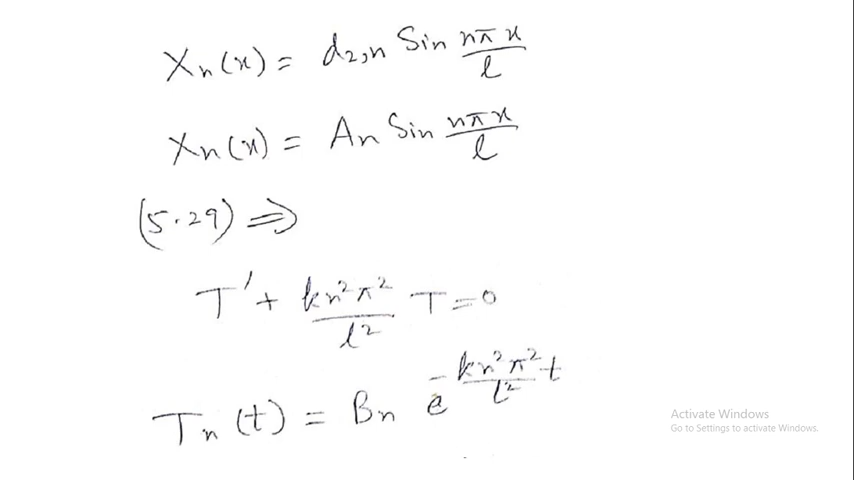 Xn(x) = d2,n Sin nπx/l
Xn(x) = An Sin nπx/l
(5.29) ⇒
T' + kn²π²/l² T = 0
Tn(t) = Bn e^(-kn²π²/l² t)
Activate Windows
Go to Settings to activate Windows.